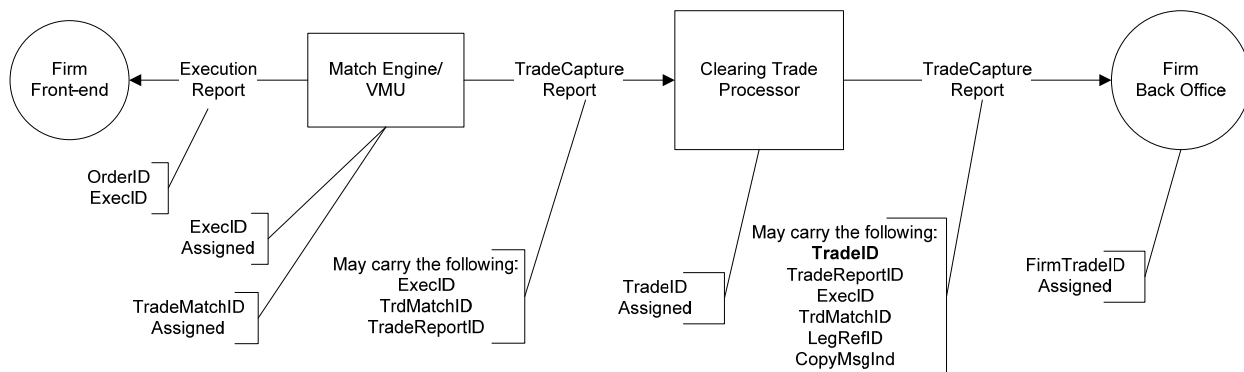 Firm
Front-end
Execution
Report
Match Engine/
VMU
TradeCapture
Report
Clearing Trade
Processor
TradeCapture
Report
Firm
Back Office
OrderID
ExecID
ExecID
Assigned
TradeMatchID
Assigned
May carry the following:
ExecID
TrdMatchID
TradeReportID
TradeID
Assigned
May carry the following:
TradeID
TradeReportID
ExecID
TrdMatchID
LegRefID
CopyMsgInd
FirmTradeID
Assigned